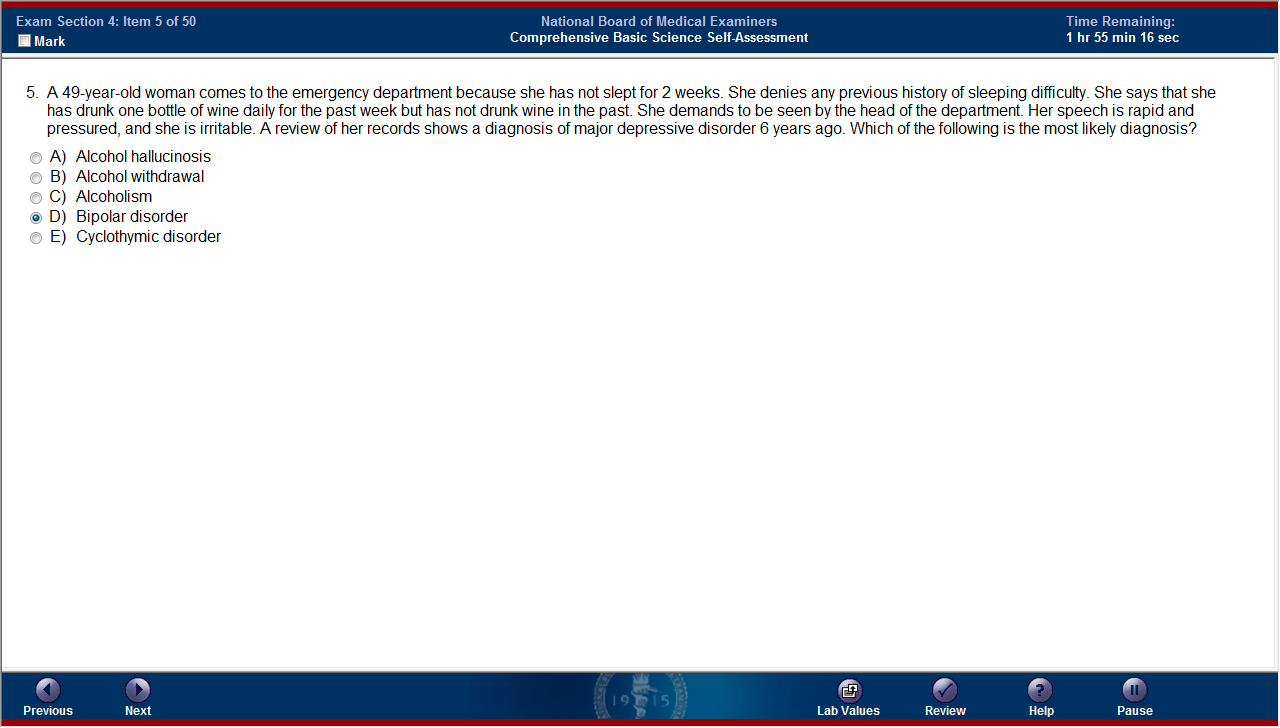 Exam Section 4: Item 5 of 50
National Board of Medical Examiners
Time Remaining:
Mark
Comprehensive Basic Science Self-Assessment
1 hr 55 min 16 sec
5. A 49-year-old woman comes to the emergency department because she has not slept for 2 weeks. She denies any previous history of sleeping difficulty. She says that she
has drunk one bottle of wine daily for the past week but has not drunk wine in the past. She demands to be seen by the head of the department. Her speech is rapid and
pressured, and she is irritable. A review of her records shows a diagnosis of major depressive disorder 6 years ago. Which of the following is the most likely diagnosis?
A) Alcohol hallucinosis
B) Alcohol withdrawal
C) Alcoholism
D) Bipolar disorder
E) Cyclothymic disorder
1915
Previous
Next
Lab Values
Review
Help
Pause